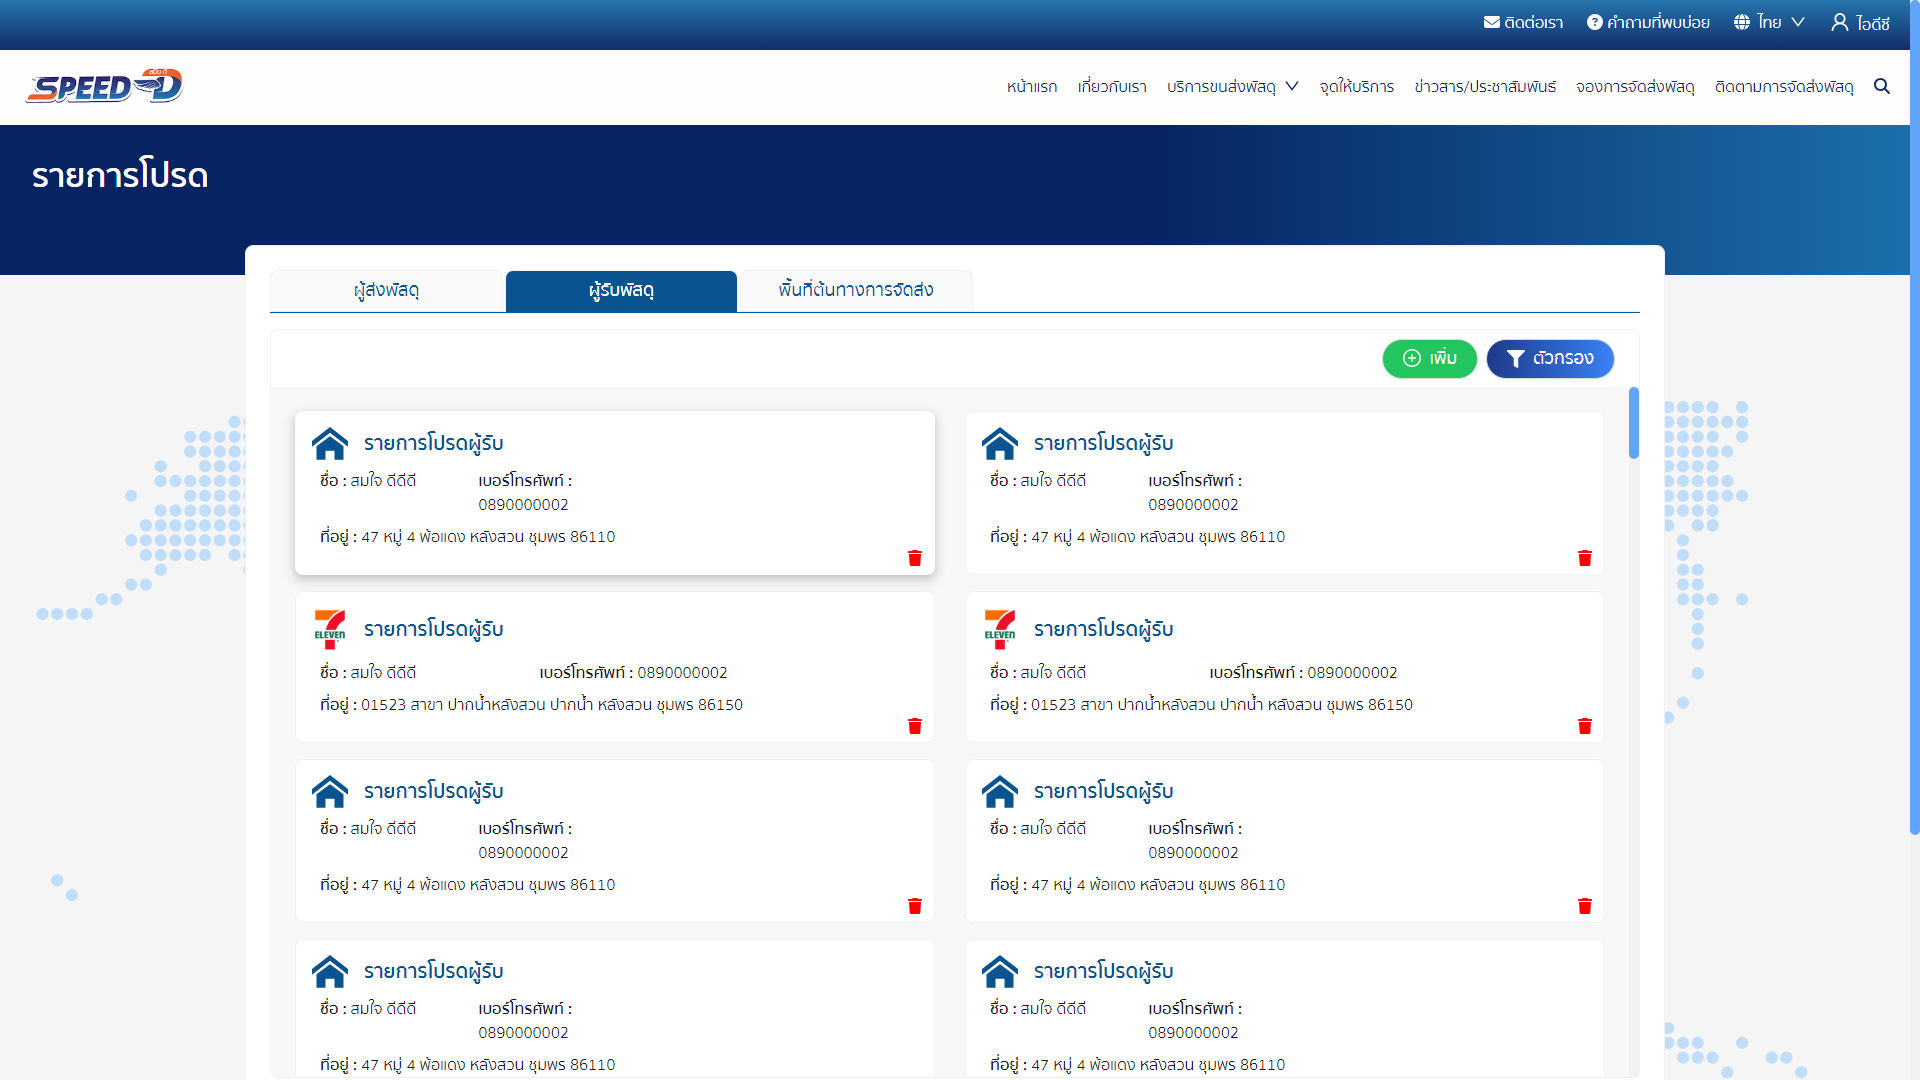 ติดต่อเรา
คำถามที่พบบ่อย
ไทย
ไอดีซี
SPEED-D
สปีด-ดี
หน้าแรก
เกี่ยวกับเรา
บริการขนส่งพัสดุ
จุดให้บริการ
ข่าวสาร/ประชาสัมพันธ์
จองการจัดส่งพัสดุ
ติดตามการจัดส่งพัสดุ
รายการโปรด
ผู้ส่งพัสดุ
ผู้รับพัสดุ
พื้นที่ต้นทางการจัดส่ง
เพิ่ม
ตัวกรอง
รายการโปรดผู้รับ
ชื่อ : สมใจ ดีดีดี
เบอร์โทรศัพท์ :
0890000002
ที่อยู่ : 47 หมู่ 4 พ้อแดง หลังสวน ชุมพร 86110
รายการโปรดผู้รับ
ชื่อ : สมใจ ดีดีดี
เบอร์โทรศัพท์ :
0890000002
ที่อยู่ : 47 หมู่ 4 พ้อแดง หลังสวน ชุมพร 86110
7 ELEVEN
รายการโปรดผู้รับ
ชื่อ : สมใจ ดีดีดี
เบอร์โทรศัพท์ : 0890000002
ที่อยู่ : 01523 สาขา ปากน้ำหลังสวน ปากน้ำ หลังสวน ชุมพร 86150
7 ELEVEN
รายการโปรดผู้รับ
ชื่อ : สมใจ ดีดีดี
เบอร์โทรศัพท์ : 0890000002
ที่อยู่ : 01523 สาขา ปากน้ำหลังสวน ปากน้ำ หลังสวน ชุมพร 86150
รายการโปรดผู้รับ
ชื่อ : สมใจ ดีดีดี
เบอร์โทรศัพท์ :
0890000002
ที่อยู่ : 47 หมู่ 4 พ้อแดง หลังสวน ชุมพร 86110
รายการโปรดผู้รับ
ชื่อ : สมใจ ดีดีดี
เบอร์โทรศัพท์ :
0890000002
ที่อยู่ : 47 หมู่ 4 พ้อแดง หลังสวน ชุมพร 86110
รายการโปรดผู้รับ
ชื่อ : สมใจ ดีดีดี
เบอร์โทรศัพท์ :
0890000002
ที่อยู่ : 47 หมู่ 4 พ้อแดง หลังสวน ชุมพร 86110
รายการโปรดผู้รับ
ชื่อ : สมใจ ดีดีดี
เบอร์โทรศัพท์ :
0890000002
ที่อยู่ : 47 หมู่ 4 พ้อแดง หลังสวน ชุมพร 86110